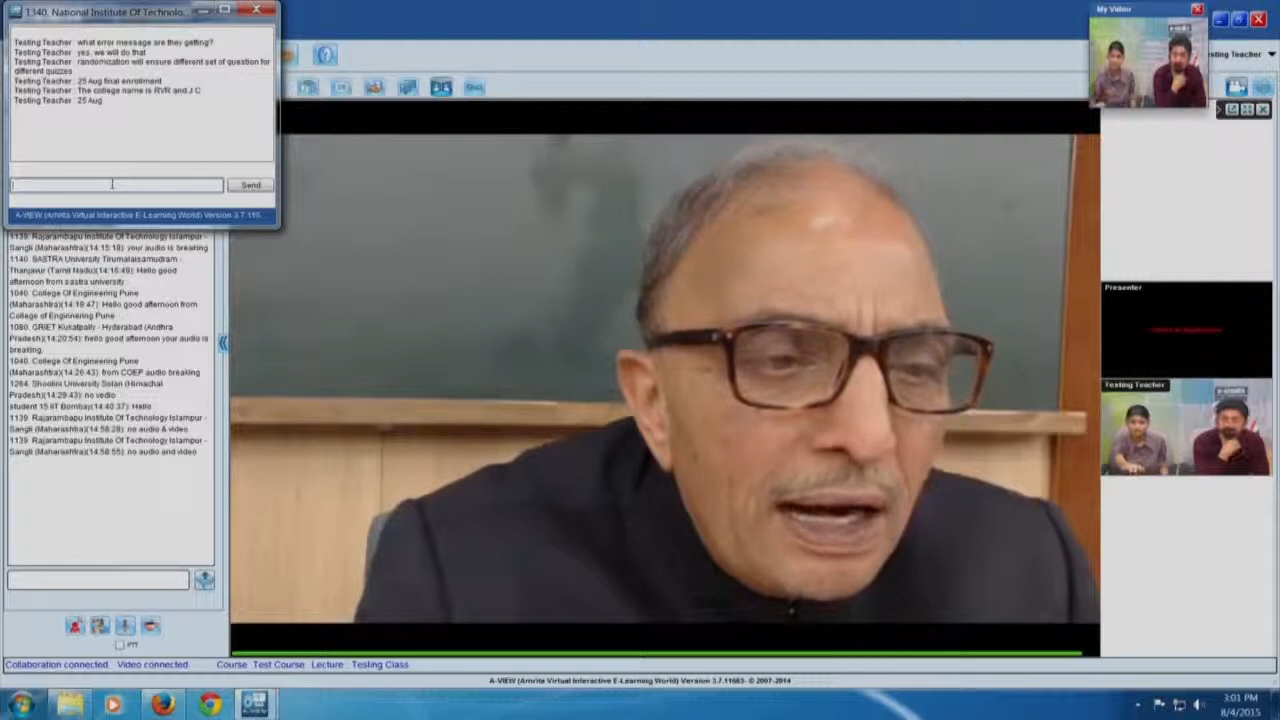 1340. National Institute Of Technolo...
Testing Teacher : what error message are they getting?
Testing Teacher : yes, we will do that
Testing Teacher : randomization will ensure different set of question for
different quizzes
Testing Teacher : 25 Aug final enrollment
Testing Teacher : The college name is RVR and J C
Testing Teacher : 25 Aug
Send
A-VIEW (Amrita Virtual Interactive E-Learning World) Version 3.7.116...
1139. Rajarambapu Institute Of Technology Islampur -
Sangli (Maharashtra)(14:15:18): your audio is breaking
1140. SASTRA University Tirumalaisamudram -
Thanjavur (Tamil Nadu)(14:16:49): Hello good
afternoon from sastra university
1040. College Of Engineering Pune
(Maharashtra)(14:19:47): Hello good afternoon from
College of Enginnering Pune
1080. GRIET Kukatpally - Hyderabad (Andhra
Pradesh)(14:20:54): hello good afternoon your audio is
breaking.
1040. College Of Engineering Pune
(Maharashtra)(14:26:43): from COEP audio breaking
1264. Shoolini University Solan (Himachal
Pradesh)(14:29:43): no vedio
student 15 IIT Bombay(14:40:37): Hello
1139. Rajarambapu Institute Of Technology Islampur -
Sangli (Maharashtra)(14:58:28): no audio & video
1139. Rajarambapu Institute Of Technology Islampur -
Sangli (Maharashtra)(14:58:55): no audio and video
PTT
My Video
Testing Teacher
Presenter
Testing Teacher
Collaboration connected Video connected Course Test Course Lecture Testing Class
A-VIEW (Amrita Virtual Interactive E-Learning World) Version 3.7.11683- © 2007-2014
3:01 PM
8/4/2015